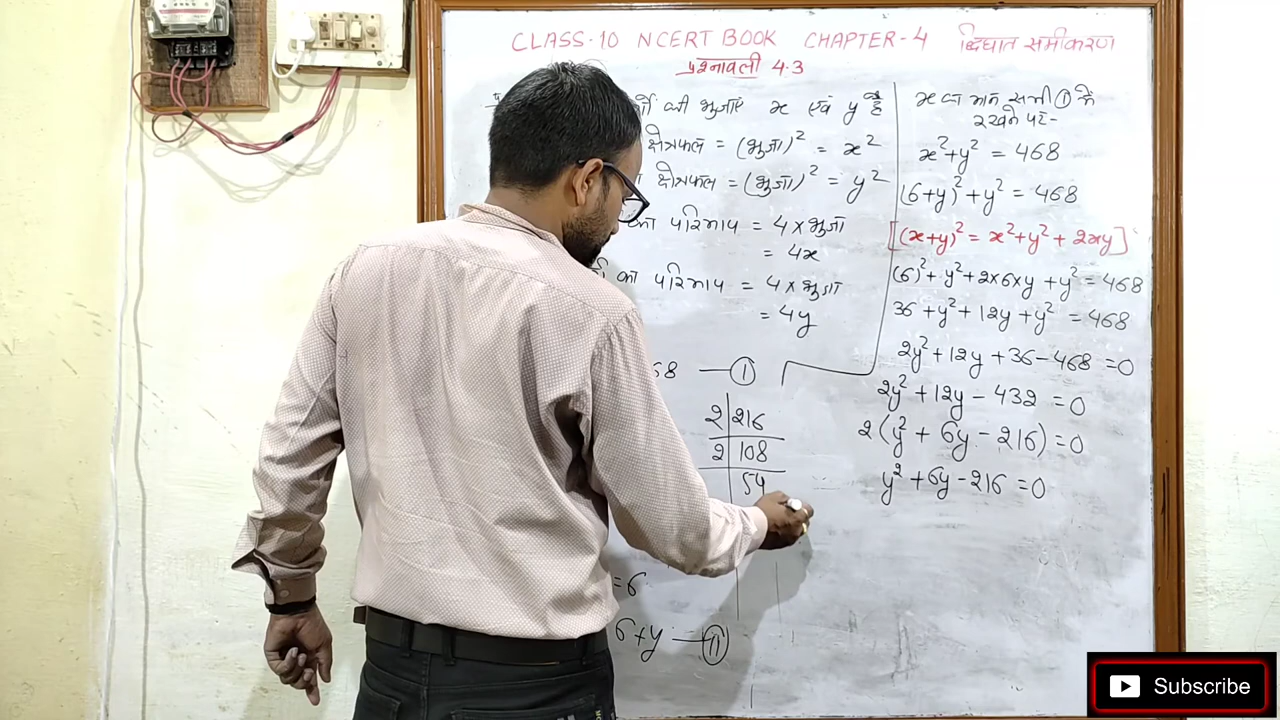 CLASS-10 NCERT BOOK CHAPTER-4 द्विघात समीकरण
प्रश्नावली 4.3
की भुजाएं x एवं y है
क्षेत्रफल = (भुजा)² = x²
क्षेत्रफल = (भुजा)² = y²
का परिमाप = 4 × भुजा
= 4x
का परिमाप = 4 × भुजा
= 4y
68 — ①
2 | 216
2 | 108
54
= 6
6+y — ⑪
x का मान समी ① में
रखने पर-
x²+y² = 468
(6+y)² + y² = 468
[(x+y)² = x²+y² + 2xy]
(6)² + y² + 2×6×y + y² = 468
36 + y² + 12y + y² = 468
2y² + 12y + 36 - 468 = 0
2y² + 12y - 432 = 0
2(y² + 6y - 216) = 0
y² + 6y - 216 = 0
Subscribe